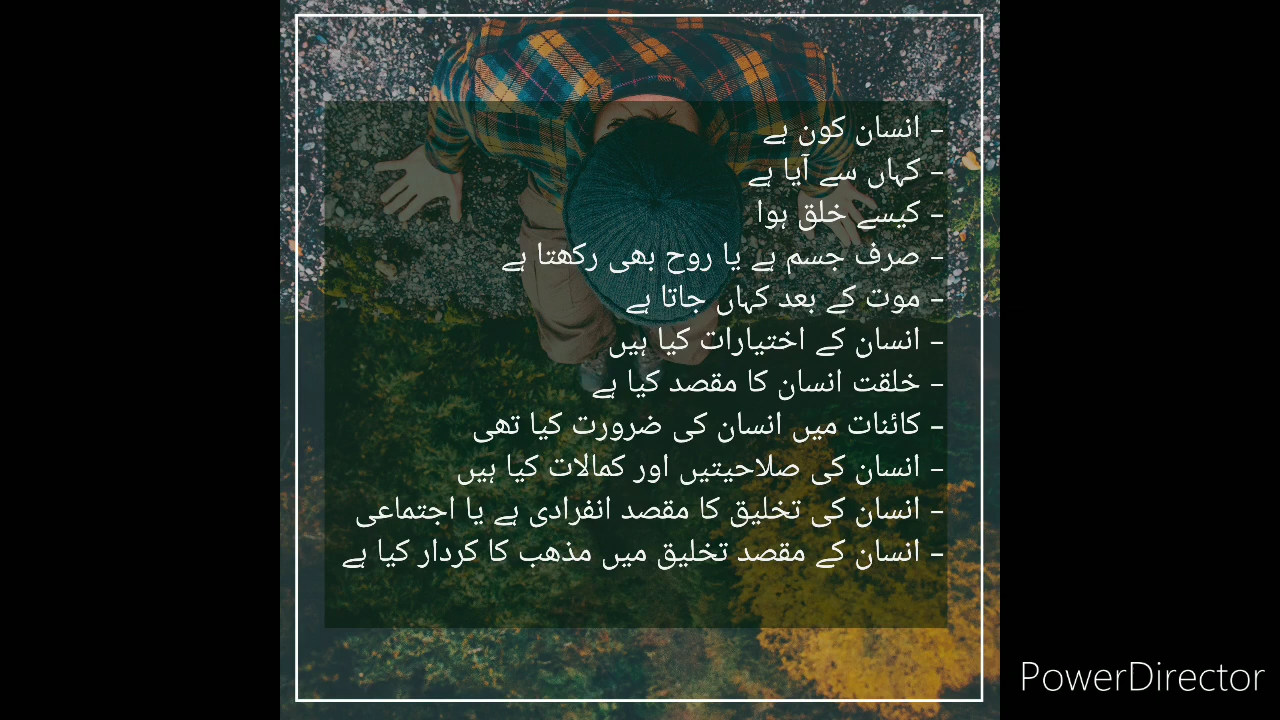 - انسان کون ہے
- کہاں سے آیا ہے
- کیسے خلق ہوا
- صرف جسم ہے یا روح بھی رکھتا ہے
- موت کے بعد کہاں جاتا ہے
- انسان کے اختیارات کیا ہیں
- خلقت انسان کا مقصد کیا ہے
- کائنات میں انسان کی ضرورت کیا تھی
- انسان کی صلاحیتیں اور کمالات کیا ہیں
- انسان کی تخلیق کا مقصد انفرادی ہے یا اجتماعی
- انسان کے مقصد تخلیق میں مذھب کا کردار کیا ہے
PowerDirector